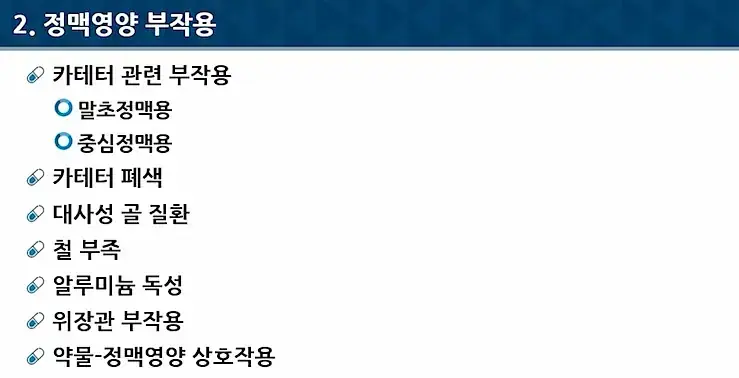 2. 정맥영양 부작용
카테터 관련 부작용
말초정맥용
중심정맥용
카테터 폐색
대사성 골 질환
철 부족
알루미늄 독성
위장관 부작용
약물-정맥영양 상호작용